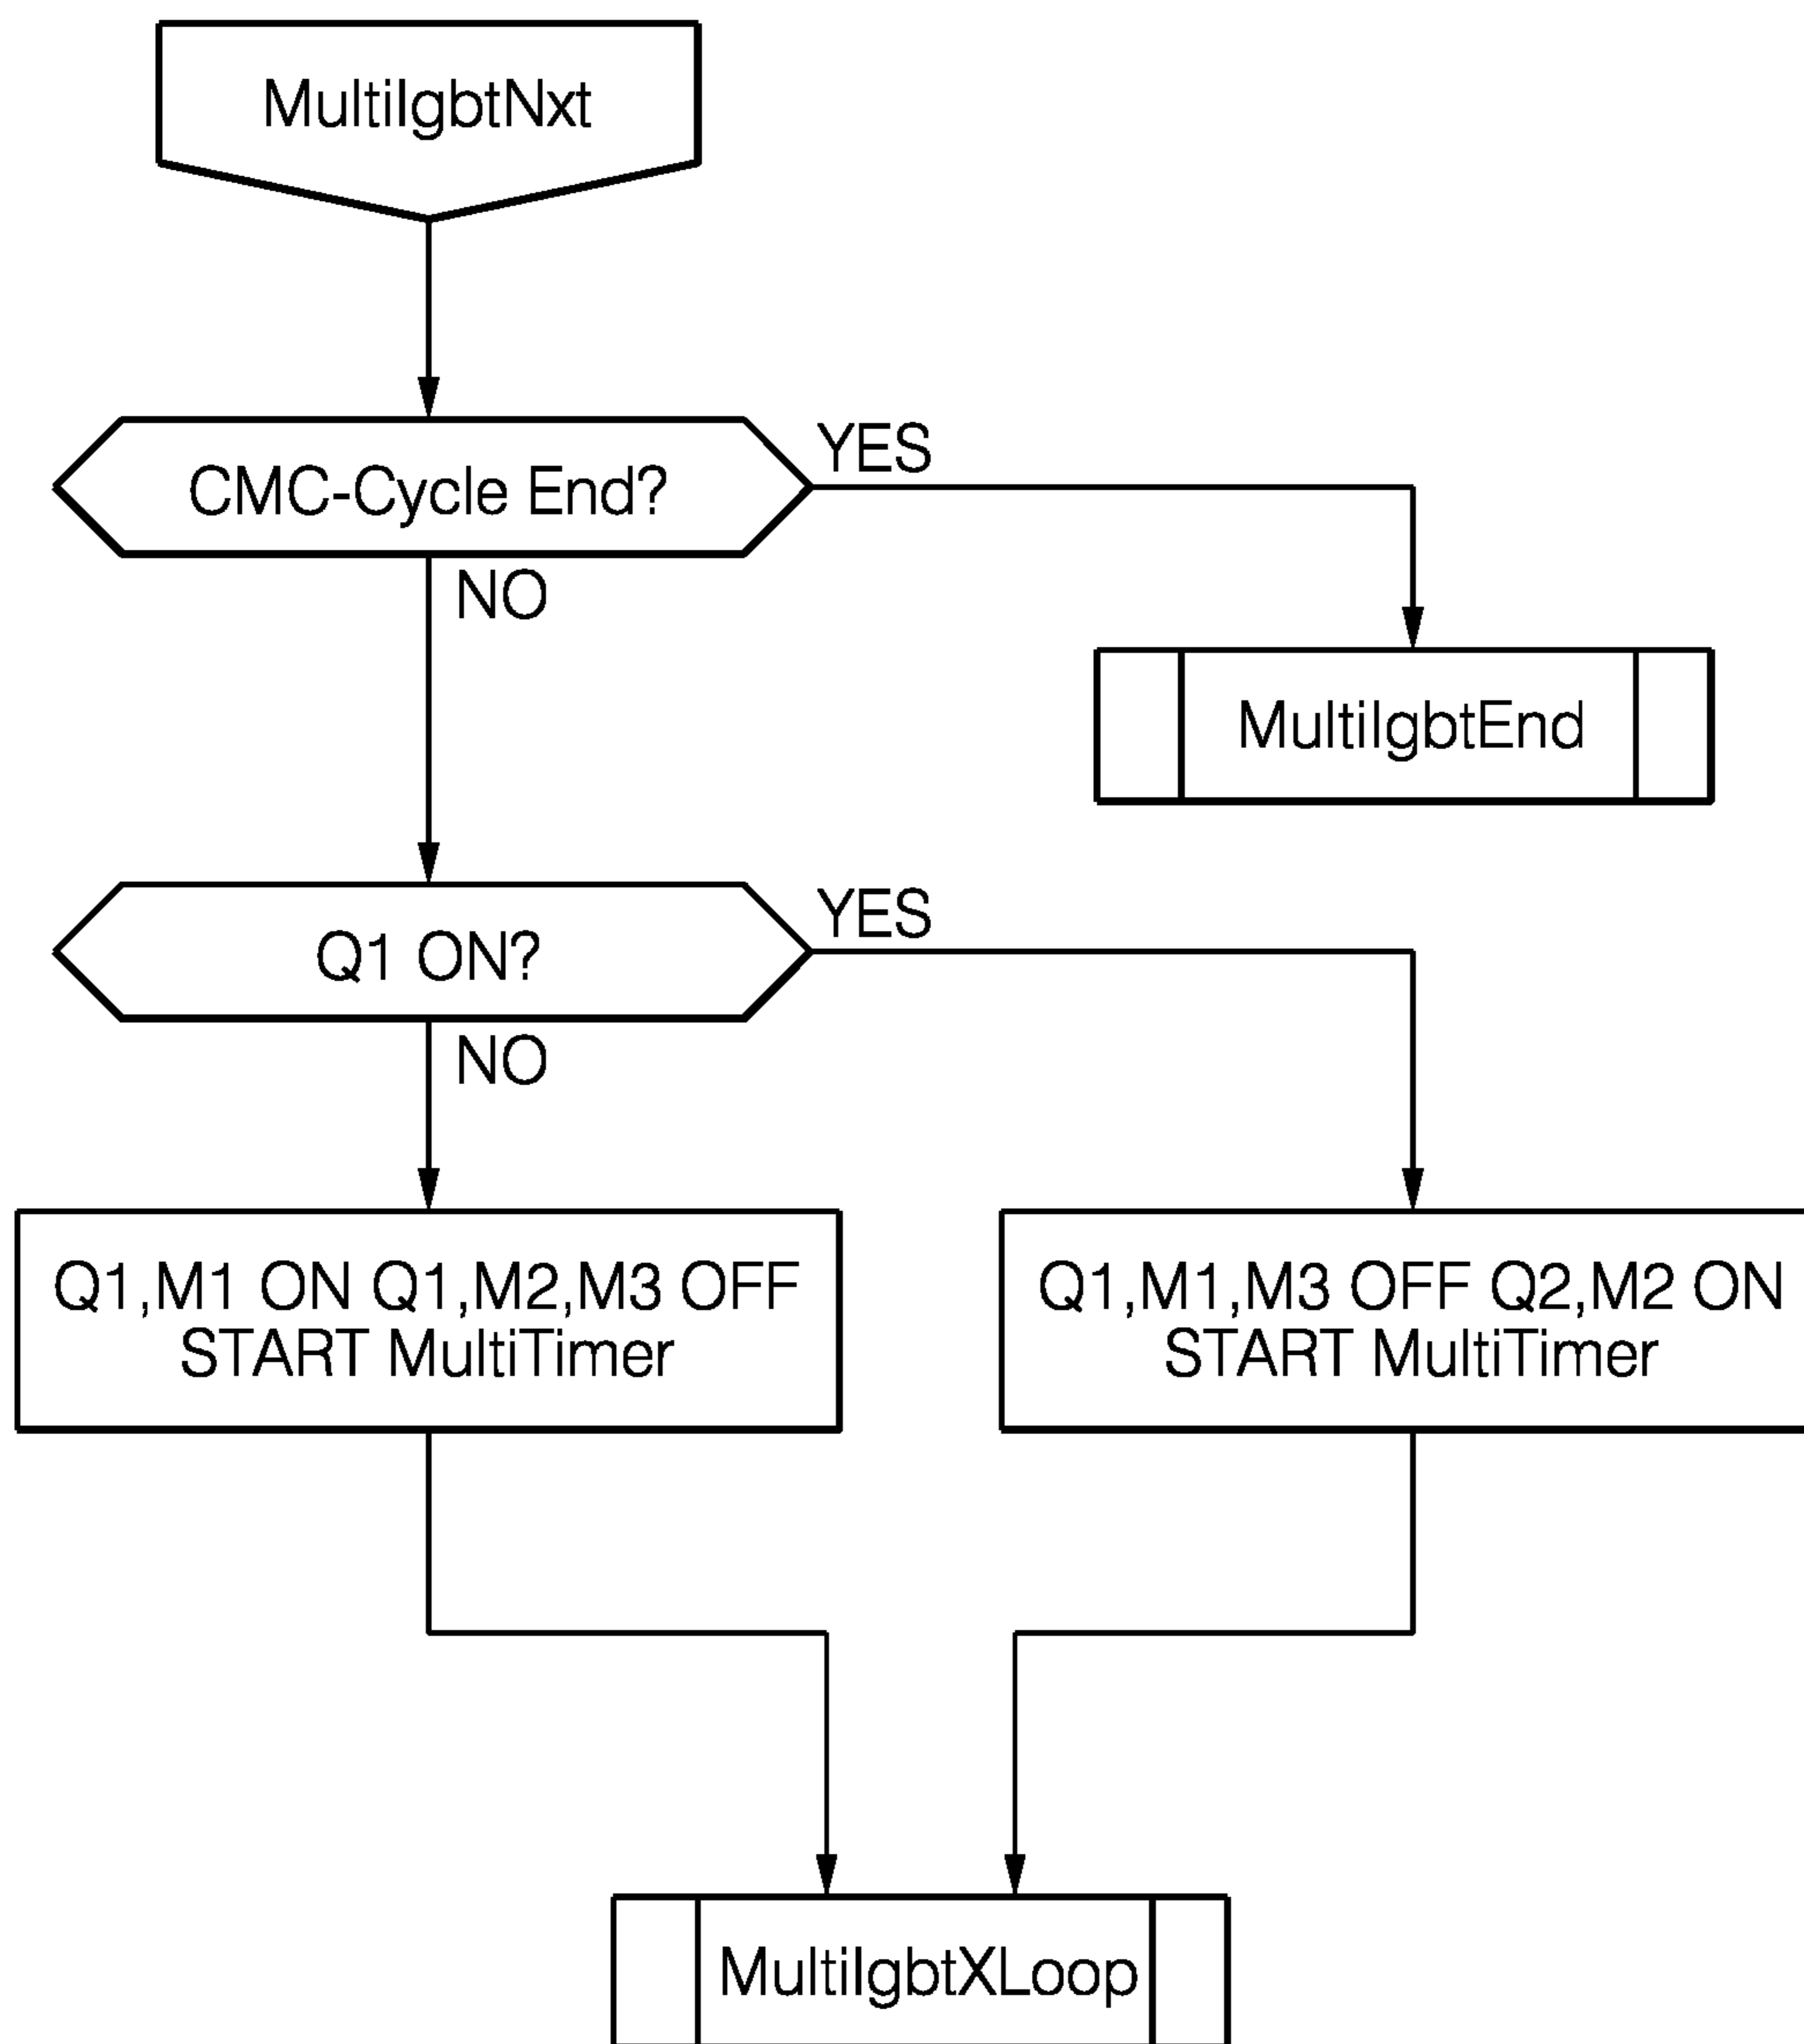 MultiIgbtNxt
CMC-Cycle End?
YES
NO
MultiIgbtEnd
Q1 ON?
YES
NO
Q1,M1 ON Q1,M2,M3 OFF
START MultiTimer
Q1,M1,M3 OFF Q2,M2 ON
START MultiTimer
MultiIgbtXLoop